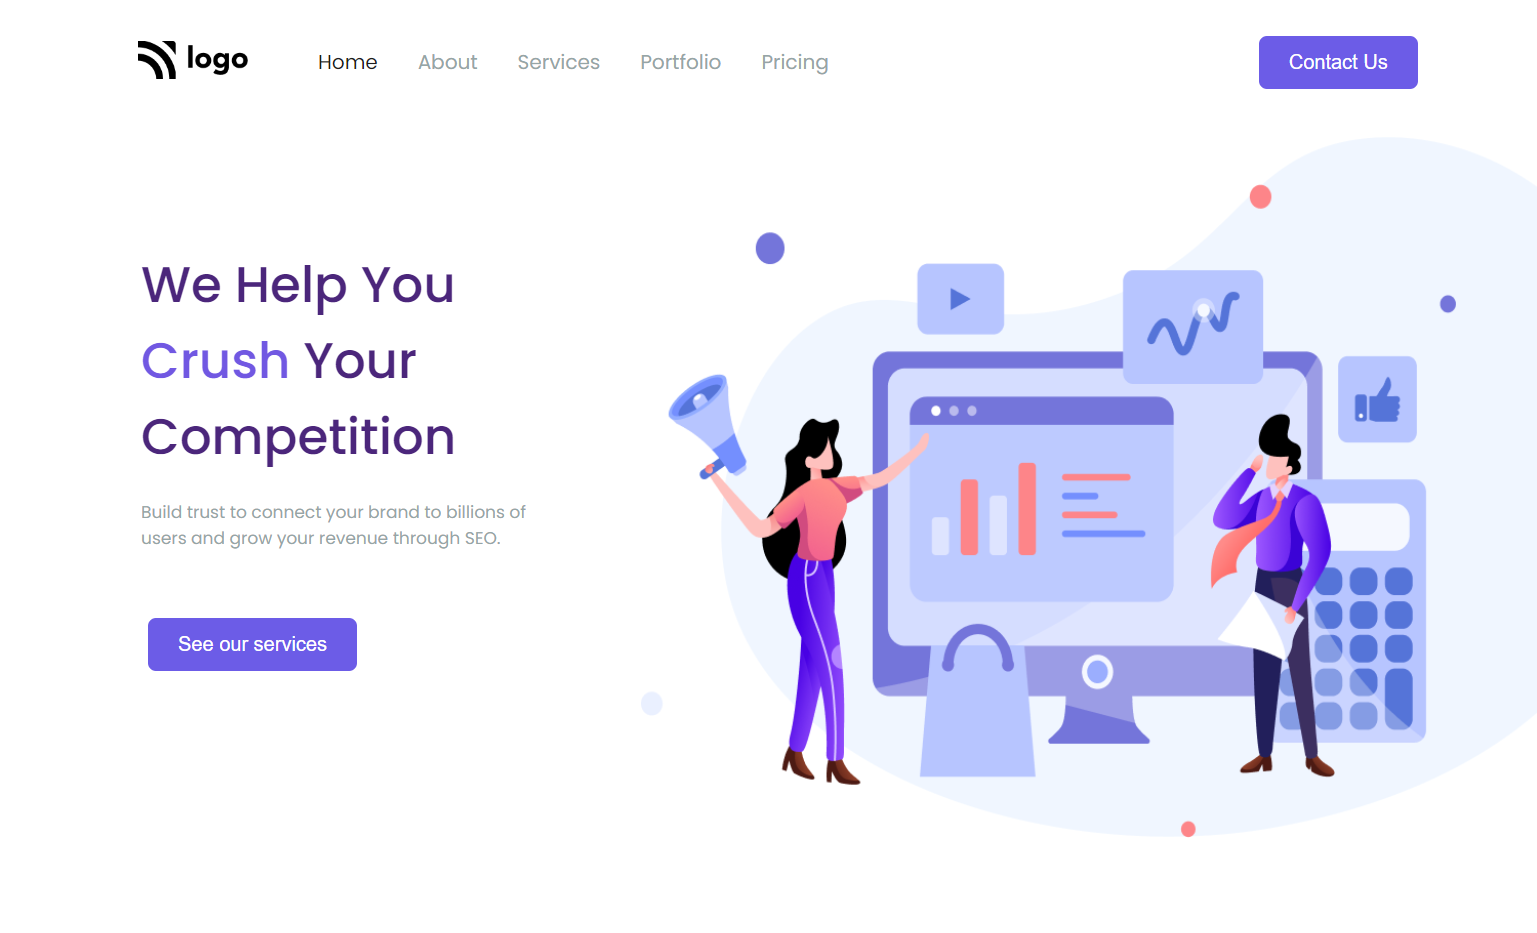 logo
Home About Services Portfolio Pricing
Contact Us
We Help You
Crush Your
Competition
Build trust to connect your brand to billions of
users and grow your revenue through SEO.
See our services